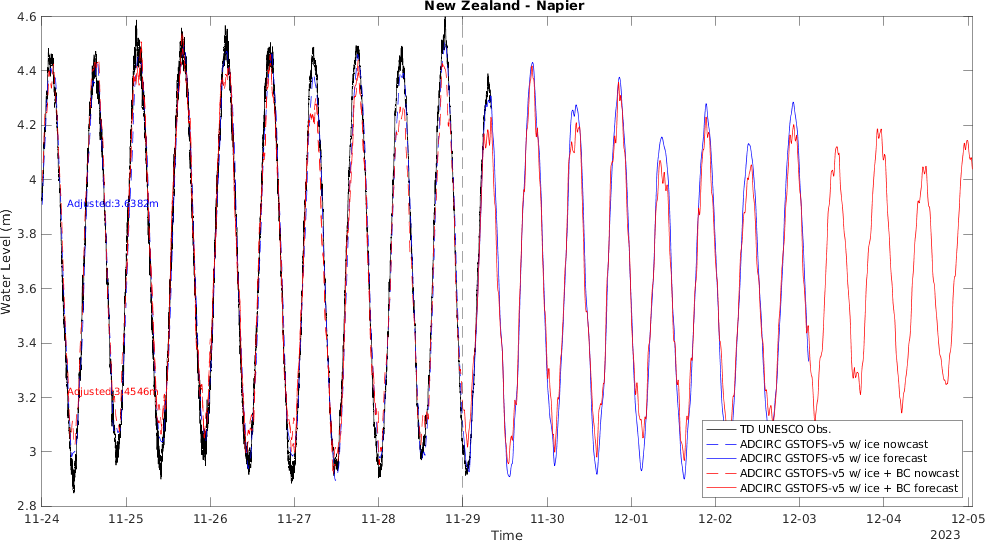 New Zealand - Napier
4.6
4.4
4.2
4
3.8
3.6
3.4
3.2
3
2.8
Water Level (m)
Adjusted:3.6382m
Adjusted:3.4546m
TD UNESCO Obs.
ADCIRC GSTOFS-v5 w/ ice nowcast
ADCIRC GSTOFS-v5 w/ ice forecast
ADCIRC GSTOFS-v5 w/ ice + BC nowcast
ADCIRC GSTOFS-v5 w/ ice + BC forecast
11-24 11-25 11-26 11-27 11-28 11-29 11-30 12-01 12-02 12-03 12-04 12-05
Time
2023